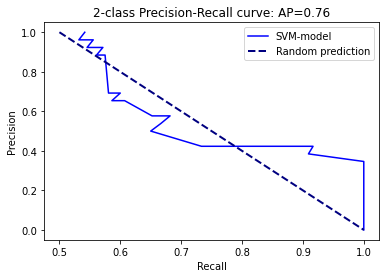 2-class Precision-Recall curve: AP=0.76
SVM-model
Random prediction
Precision
1.0
0.8
0.6
0.4
0.2
0.0
0.5
0.6
0.7
0.8
0.9
1.0
Recall